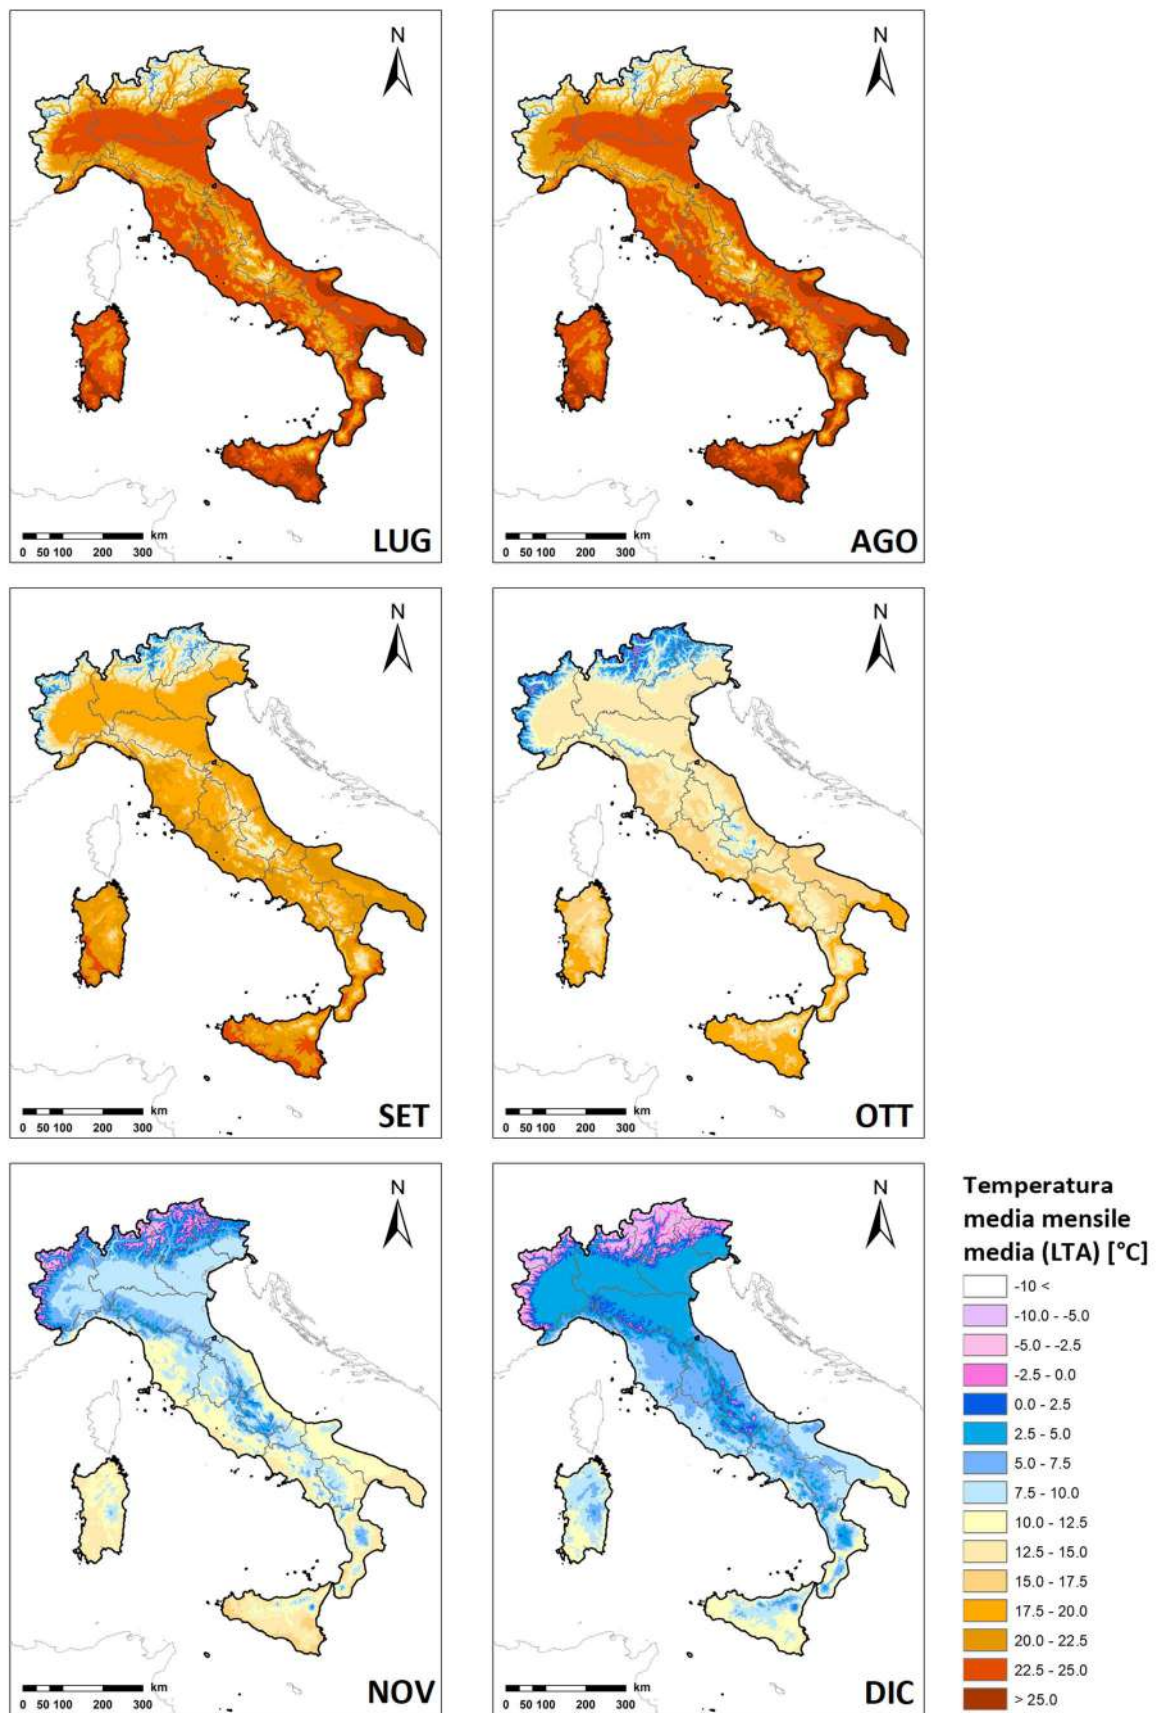 N
N
km
0 50 100 200 300
LUG
km
0 50 100 200 300
AGO
N
N
km
0 50 100 200 300
SET
km
0 50 100 200 300
OTT
N
N
km
0 50 100 200 300
NOV
km
0 50 100 200 300
DIC
Temperatura
media mensile
media (LTA) [°C]
-10 <
-10.0 - -5.0
-5.0 - -2.5
-2.5 - 0.0
0.0 - 2.5
2.5 - 5.0
5.0 - 7.5
7.5 - 10.0
10.0 - 12.5
12.5 - 15.0
15.0 - 17.5
17.5 - 20.0
20.0 - 22.5
22.5 - 25.0
> 25.0